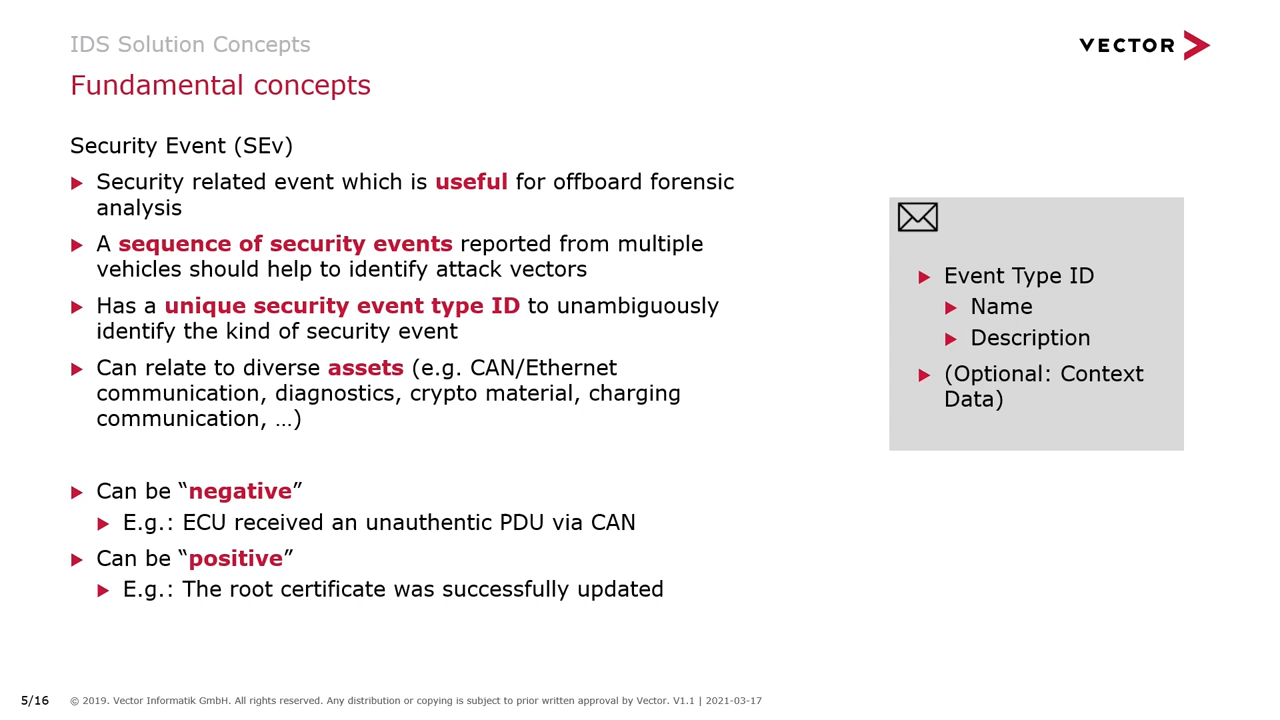 IDS Solution Concepts
VECTOR
Fundamental concepts
Security Event (SEv)
Security related event which is useful for offboard forensic
analysis
A sequence of security events reported from multiple
vehicles should help to identify attack vectors
Has a unique security event type ID to unambiguously
identify the kind of security event
Can relate to diverse assets (e.g. CAN/Ethernet
communication, diagnostics, crypto material, charging
communication, …)
Can be “negative”
E.g.: ECU received an unauthentic PDU via CAN
Can be “positive”
E.g.: The root certificate was successfully updated
Event Type ID
Name
Description
(Optional: Context
Data)
5/16
© 2019. Vector Informatik GmbH. All rights reserved. Any distribution or copying is subject to prior written approval by Vector. V1.1 | 2021-03-17